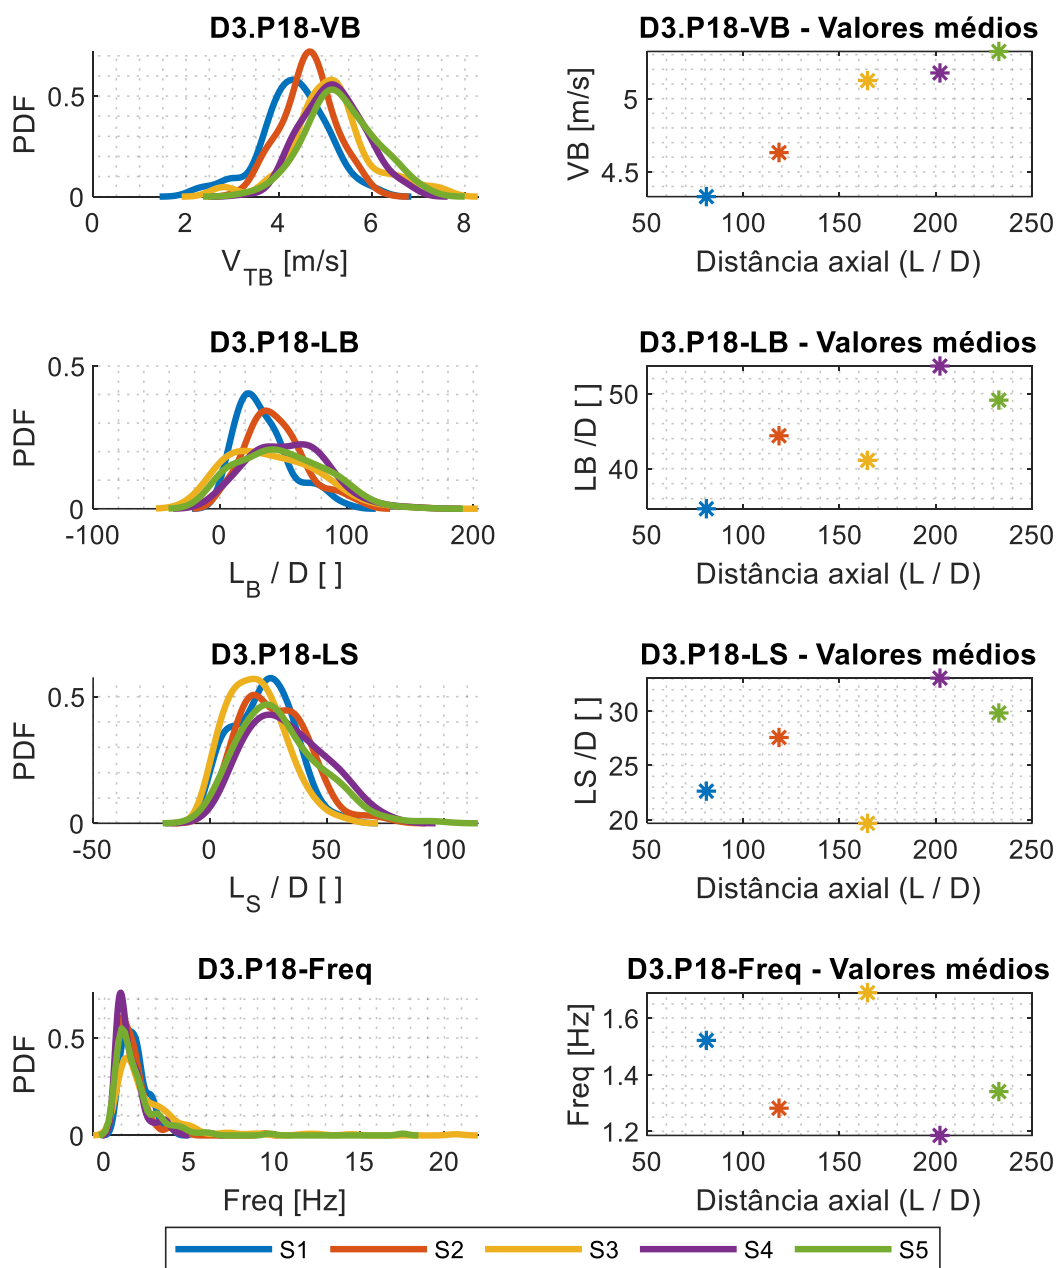 D3.P18-VB
PDF
0.5
0
0 2 4 6 8
V_TB [m/s]
D3.P18-VB - Valores médios
VB [m/s]
5
4.5
50 100 150 200 250
Distância axial (L / D)
D3.P18-LB
PDF
0.5
0
-100 0 100 200
L_B / D [ ]
D3.P18-LB - Valores médios
LB /D [ ]
50
40
50 100 150 200 250
Distância axial (L / D)
D3.P18-LS
PDF
0.5
0
-50 0 50 100
L_S / D [ ]
D3.P18-LS - Valores médios
LS /D [ ]
30
25
20
50 100 150 200 250
Distância axial (L / D)
D3.P18-Freq
PDF
0.5
0
0 5 10 15 20
Freq [Hz]
D3.P18-Freq - Valores médios
Freq [Hz]
1.6
1.4
1.2
50 100 150 200 250
Distância axial (L / D)
S1 S2 S3 S4 S5